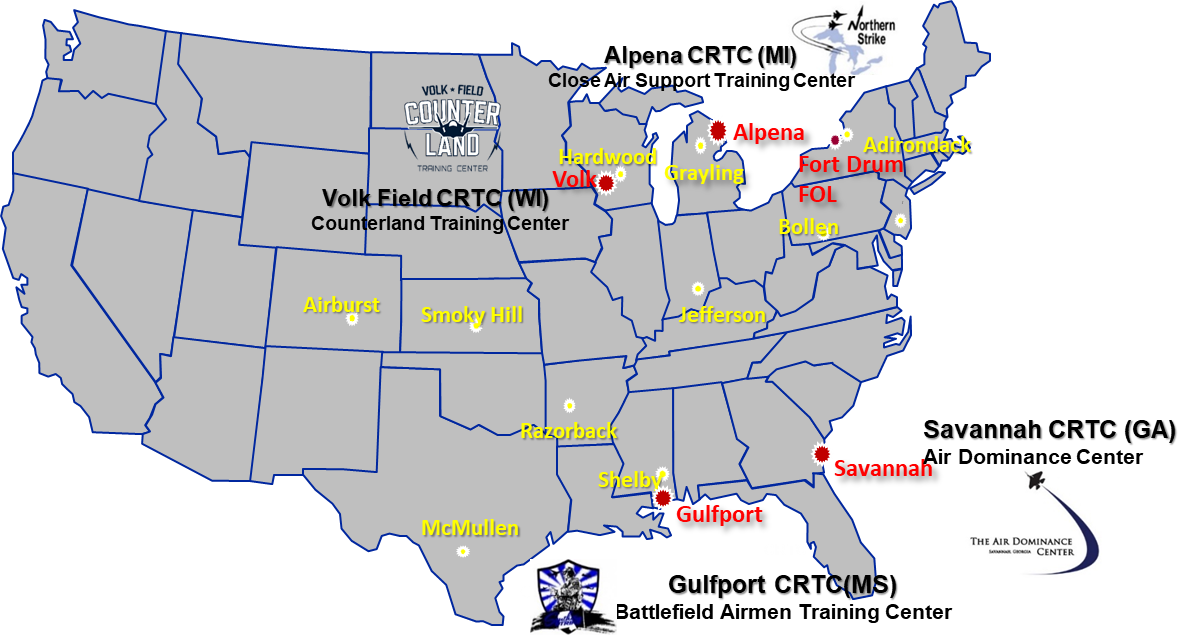 Northern
Strike
Alpena CRTC (MI)
Close Air Support Training Center
VOLK ★ FIELD
COUNTER
LAND
TRAINING CENTER
Alpena
Adirondack
Hardwood
Grayling
Fort Drum
FOL
Volk
Volk Field CRTC (WI)
Counterland Training Center
Bollen
Airburst
Smoky Hill
Jefferson
Razorback
Savannah CRTC (GA)
Air Dominance Center
Savannah
Shelby
Gulfport
McMullen
THE AIR DOMINANCE
SAVANNAH, GEORGIA
CENTER
Gulfport CRTC(MS)
Battlefield Airmen Training Center